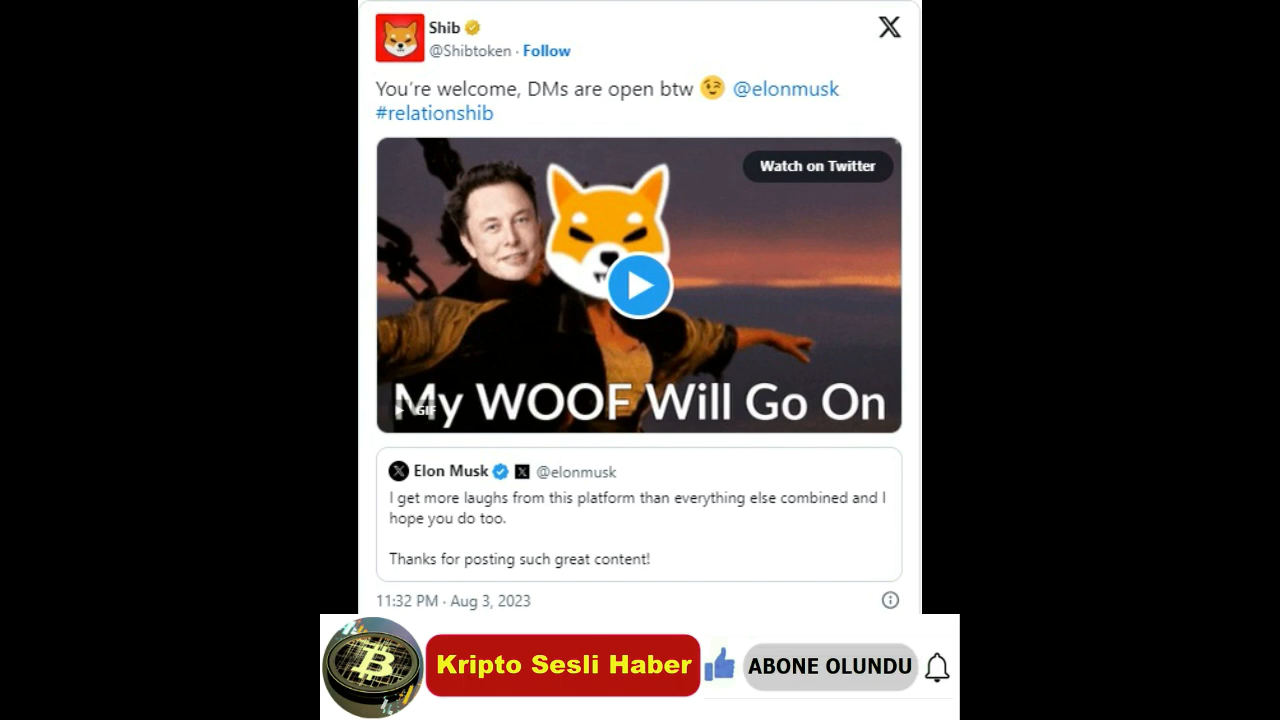 Shib
@Shibtoken · Follow
You’re welcome, DMs are open btw 😉 @elonmusk
#relationshib
Watch on Twitter
My WOOF Will Go On
GIF
Elon Musk @elonmusk
I get more laughs from this platform than everything else combined and I
hope you do too.
Thanks for posting such great content!
11:32 PM · Aug 3, 2023
Kripto Sesli Haber
ABONE OLUNDU